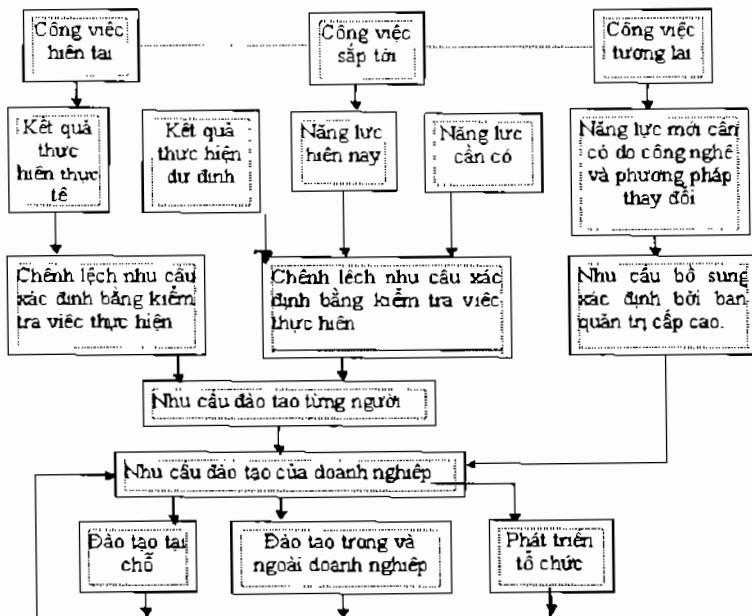 Công việc
hiện tại
Công việc
sắp tới
Công việc
tương lai
Kết quả
thực
hiện thực
tế
Kết quả
thực hiện
dự định
Năng lực
hiện nay
Năng lực
cần có
Năng lực mới cần
có do công nghệ
và phương pháp
thay đổi
Chênh lệch nhu cầu
xác định bằng kiểm
tra việc thực hiện
Chênh lệch nhu cầu xác
định bằng kiểm tra việc
thực hiện
Nhu cầu bổ sung
xác định bởi ban
quản trị cấp cao.
Nhu cầu đào tạo từng người
Nhu cầu đào tạo của doanh nghiệp
Đào tạo tại
chỗ
Đào tạo trong và
ngoài doanh nghiệp
Phát triển
tổ chức